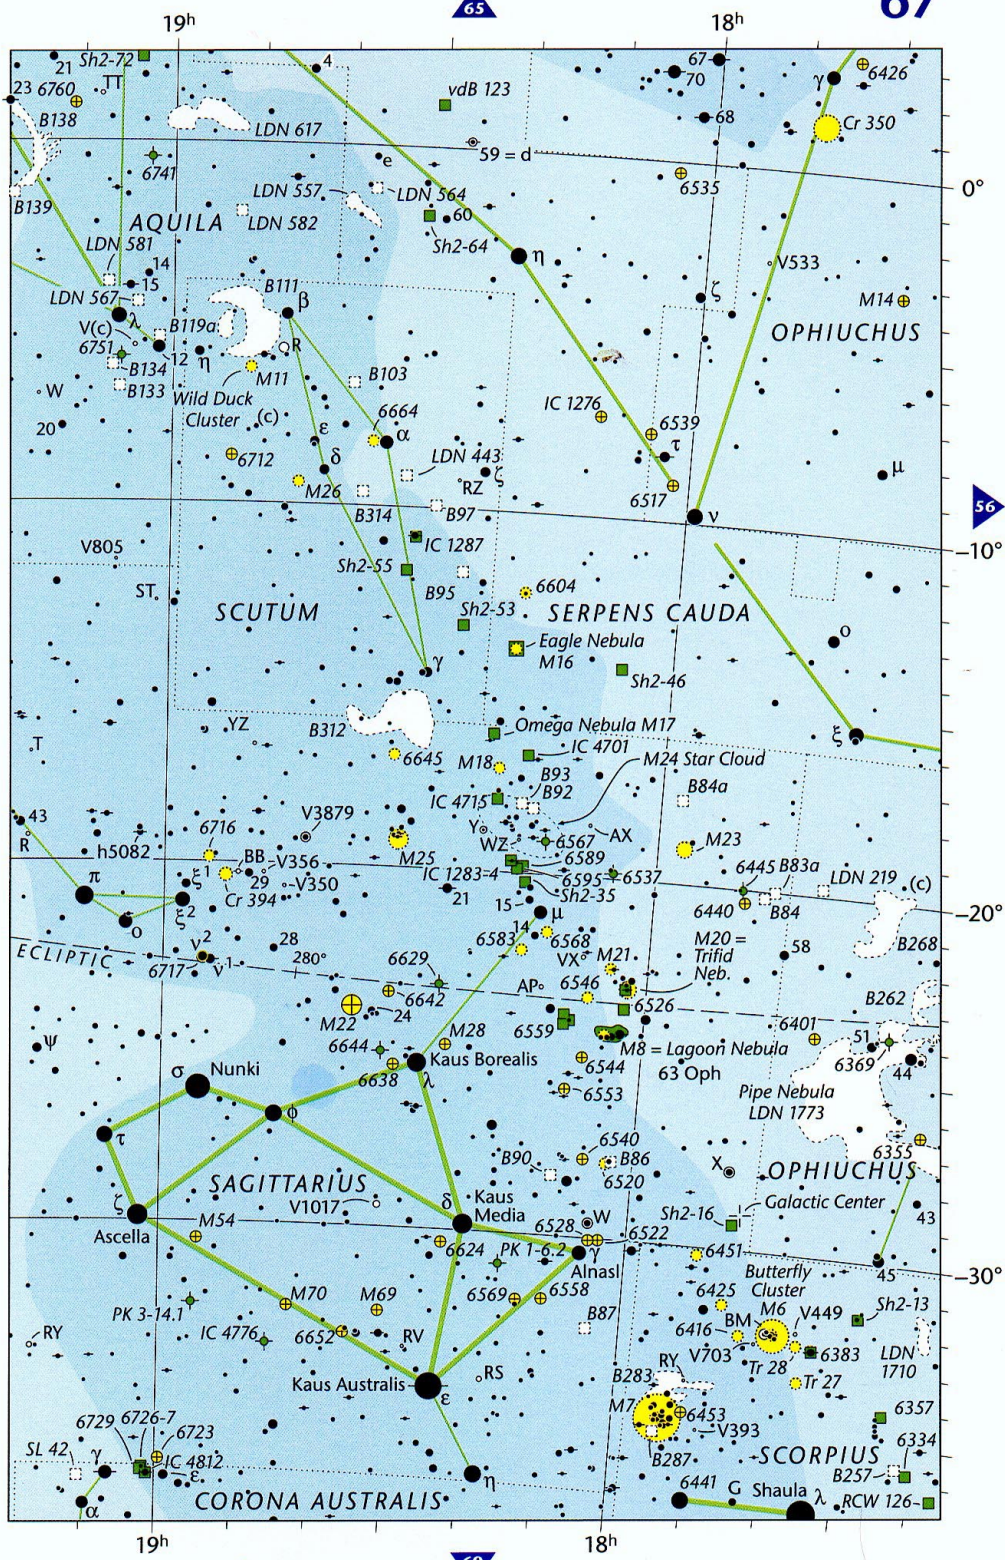 65
67
19h
18h
21
Sh2-72
TT
4
67
70
6426
γ
23
6760
vdB 123
68
Cr 350
B138
LDN 617
59 = d
6741
e
6535
0°
B139
LDN 557
LDN 564
AQUILA
LDN 582
60
Sh2-64
LDN 581
14
15
η
V533
B111
β
ζ
M14
LDN 567
λ
V(c)
B119a
R
OPHIUCHUS
6751
12
η
B134
M11
B103
W
B133
Wild Duck
Cluster
(c)
6664
IC 1276
6539
20
ε
α
τ
6712
δ
LDN 443
ζ
μ
M26
RZ
6517
B314
B97
ν
56
V805
IC 1287
–10°
Sh2-55
ST
B95
6604
SCUTUM
Sh2-53
SERPENS CAUDA
Eagle Nebula
M16
ο
γ
Sh2-46
B312
YZ
Omega Nebula M17
ξ
T
IC 4701
6645
M18
M24 Star Cloud
B93
B92
B84a
IC 4715
43
R
V3879
Y
AX
h5082
6716
WZ
6567
M23
BB
V356
M25
6589
ξ1
29
IC 1283-4
6595
6537
6445
B83a
LDN 219
π
V350
Sh2-35
(c)
Cr 394
21
15
6440
B84
ξ2
μ
ο
14
ν2
28
6583
6568
M20 =
Trifid
Neb.
58
B268
ECLIPTIC
6717
ν1
280°
VX
M21
6629
AP
6546
B262
6642
6526
M22
24
6559
6401
51
ψ
6644
M28
M8 = Lagoon Nebula
6369
44
Kaus Borealis
6638
λ
6544
63 Oph
σ
Nunki
6553
Pipe Nebula
LDN 1773
φ
τ
6540
6355
B90
B86
6520
X
OPHIUCHUS
SAGITTARIUS
ζ
V1017
δ
Kaus
Media
Galactic Center
W
Sh2-16
43
Ascella
M54
6528
6522
6624
PK 1-6.2
γ
Alnasl
6451
45
–30°
M70
M69
6569
6558
6425
Butterfly
Cluster
PK 3-14.1
M6
Sh2-13
BM
V449
IC 4776
6652
B87
6416
RY
RV
V703
6383
LDN
1710
Tr 28
RS
RY
Kaus Australis
B283
Tr 27
ε
M7
6453
6357
6729
6726-7
6723
V393
6334
SL 42
γ
IC 4812
B287
SCORPIUS
ε
η
B257
6441
G
Shaula
λ
RCW 126
α
CORONA AUSTRALIS
19h
18h